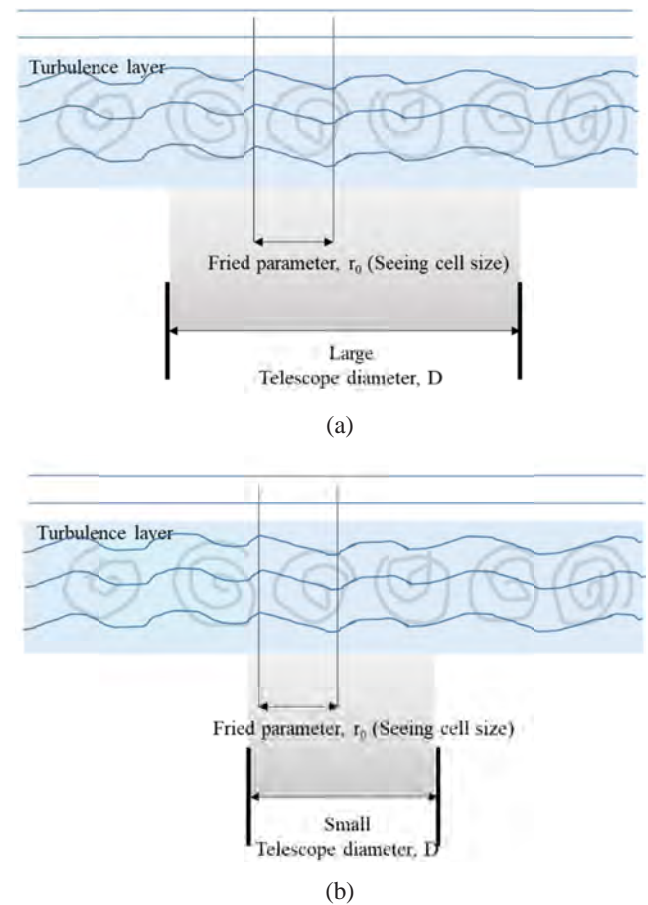 Turbulence layer
Fried parameter, r₀ (Seeing cell size)
Large
Telescope diameter, D
(a)
Turbulence layer
Fried parameter, r₀ (Seeing cell size)
Small
Telescope diameter, D
(b)